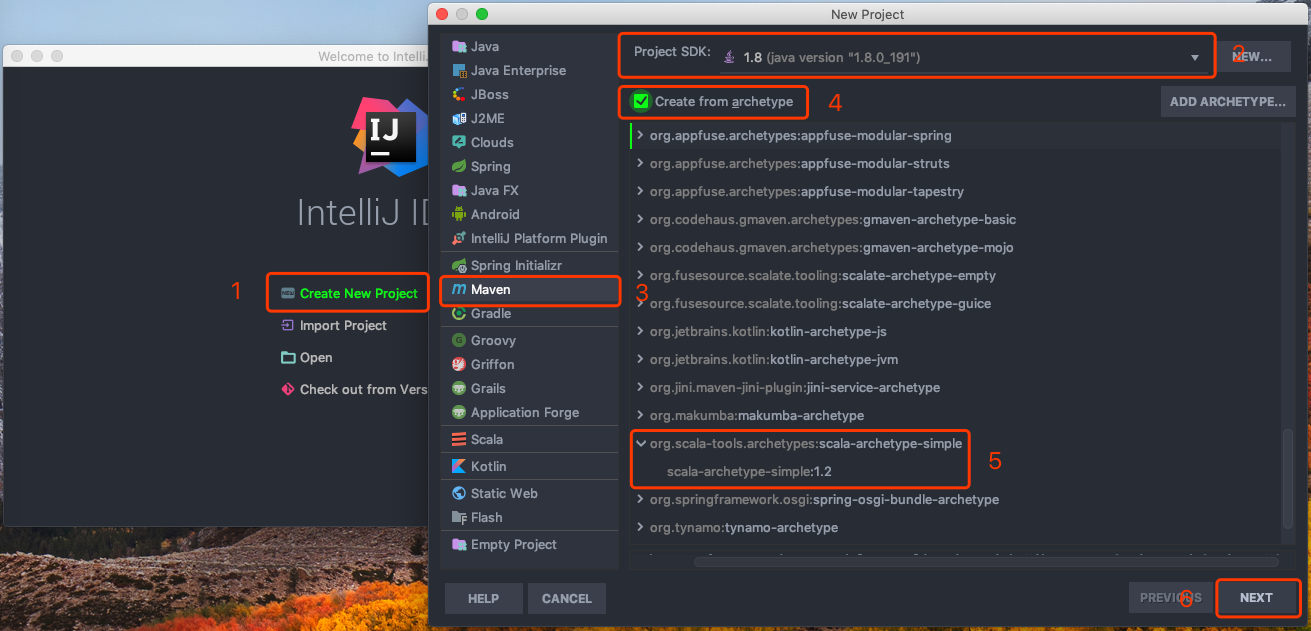 New Project
Welcome to Intelli
IJ
IntelliJ ID
1
Create New Project
Import Project
Open
Check out from Vers
Java
Java Enterprise
JBoss
J2ME
Clouds
Spring
Java FX
Android
IntelliJ Platform Plugin
Spring Initializr
Maven
3
Gradle
Groovy
Griffon
Grails
Application Forge
Scala
Kotlin
Static Web
Flash
Empty Project
Project SDK: 1.8 (java version "1.8.0_191")
2
NEW...
Create from archetype
4
ADD ARCHETYPE...
org.appfuse.archetypes:appfuse-modular-spring
org.appfuse.archetypes:appfuse-modular-struts
org.appfuse.archetypes:appfuse-modular-tapestry
org.codehaus.gmaven.archetypes:gmaven-archetype-basic
org.codehaus.gmaven.archetypes:gmaven-archetype-mojo
org.fusesource.scalate.tooling:scalate-archetype-empty
org.fusesource.scalate.tooling:scalate-archetype-guice
org.jetbrains.kotlin:kotlin-archetype-js
org.jetbrains.kotlin:kotlin-archetype-jvm
org.jini.maven-jini-plugin:jini-service-archetype
org.makumba:makumba-archetype
org.scala-tools.archetypes:scala-archetype-simple
scala-archetype-simple:1.2
5
org.springframework.osgi:spring-osgi-bundle-archetype
org.tynamo:tynamo-archetype
HELP
CANCEL
PREVIOUS
6
NEXT